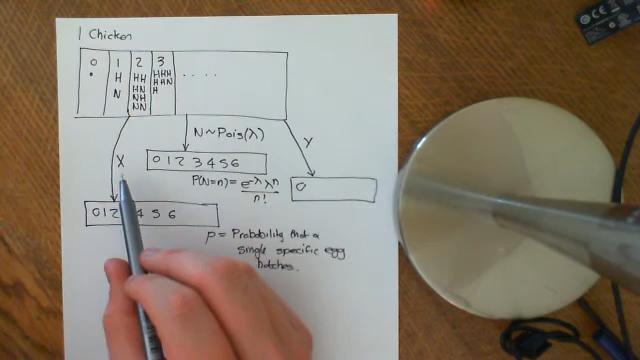 1 Chicken
0 1 2 3
H HH HHH
N HN HHN
NH H
NN
. . . .
N~Pois(λ)
X
Y
0 1 2 3 4 5 6
P(N=n) = e^-λ λ^n / n!
0
0 1 2 4 5 6
p = Probability that a
single specific egg
hatches.